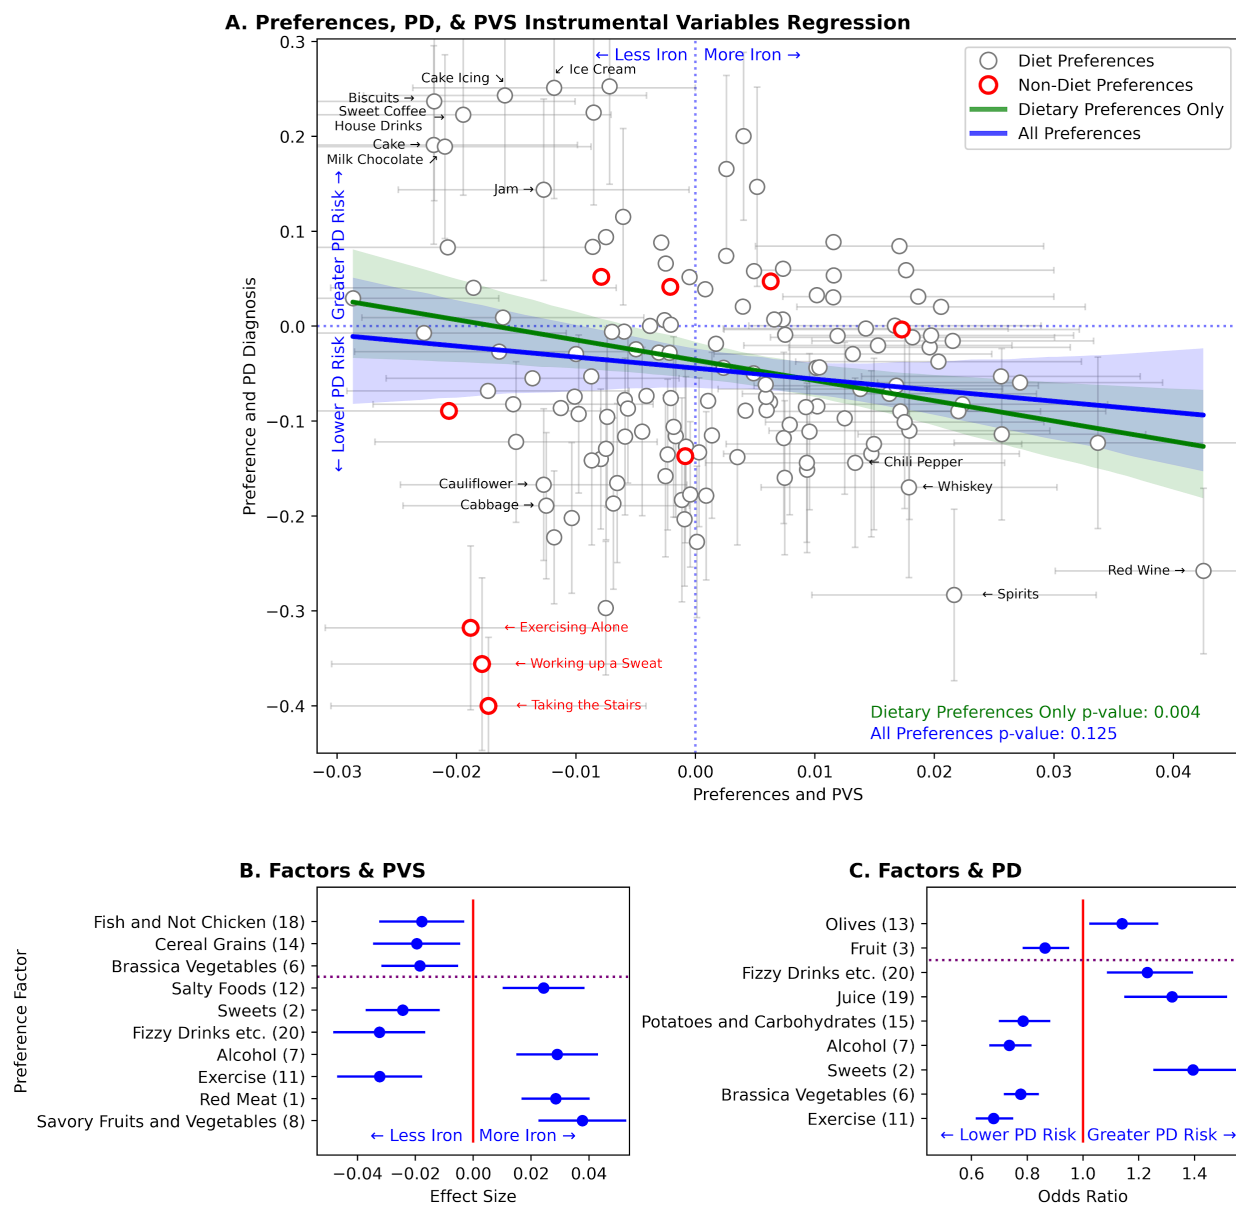 A. Preferences, PD, & PVS Instrumental Variables Regression
← Less Iron
More Iron →
Diet Preferences
Non-Diet Preferences
Dietary Preferences Only
All Preferences
Cake Icing ↘
↙ Ice Cream
Biscuits →
Sweet Coffee
House Drinks
→
Cake →
Milk Chocolate ↗
Jam →
Greater PD Risk →
← Lower PD Risk
Cauliflower →
Cabbage →
← Chili Pepper
← Whiskey
Red Wine →
← Spirits
← Exercising Alone
← Working up a Sweat
← Taking the Stairs
Dietary Preferences Only p-value: 0.004
All Preferences p-value: 0.125
0.3
0.2
0.1
0.0
−0.1
−0.2
−0.3
−0.4
Preference and PD Diagnosis
−0.03
−0.02
−0.01
0.00
0.01
0.02
0.03
0.04
Preferences and PVS
B. Factors & PVS
Preference Factor
Fish and Not Chicken (18)
Cereal Grains (14)
Brassica Vegetables (6)
Salty Foods (12)
Sweets (2)
Fizzy Drinks etc. (20)
Alcohol (7)
Exercise (11)
Red Meat (1)
Savory Fruits and Vegetables (8)
← Less Iron
More Iron →
−0.04
−0.02
0.00
0.02
0.04
Effect Size
C. Factors & PD
Olives (13)
Fruit (3)
Fizzy Drinks etc. (20)
Juice (19)
Potatoes and Carbohydrates (15)
Alcohol (7)
Sweets (2)
Brassica Vegetables (6)
Exercise (11)
← Lower PD Risk
Greater PD Risk →
0.6
0.8
1.0
1.2
1.4
Odds Ratio